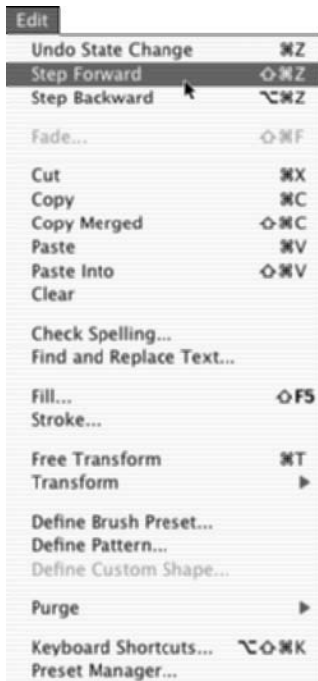 Edit
Undo State Change ⌘Z
Step Forward ⇧⌘Z
Step Backward ⌥⌘Z
Fade... ⇧⌘F
Cut ⌘X
Copy ⌘C
Copy Merged ⇧⌘C
Paste ⌘V
Paste Into ⇧⌘V
Clear
Check Spelling...
Find and Replace Text...
Fill... ⇧F5
Stroke...
Free Transform ⌘T
Transform ▶
Define Brush Preset...
Define Pattern...
Define Custom Shape...
Purge ▶
Keyboard Shortcuts... ⌥⇧⌘K
Preset Manager...